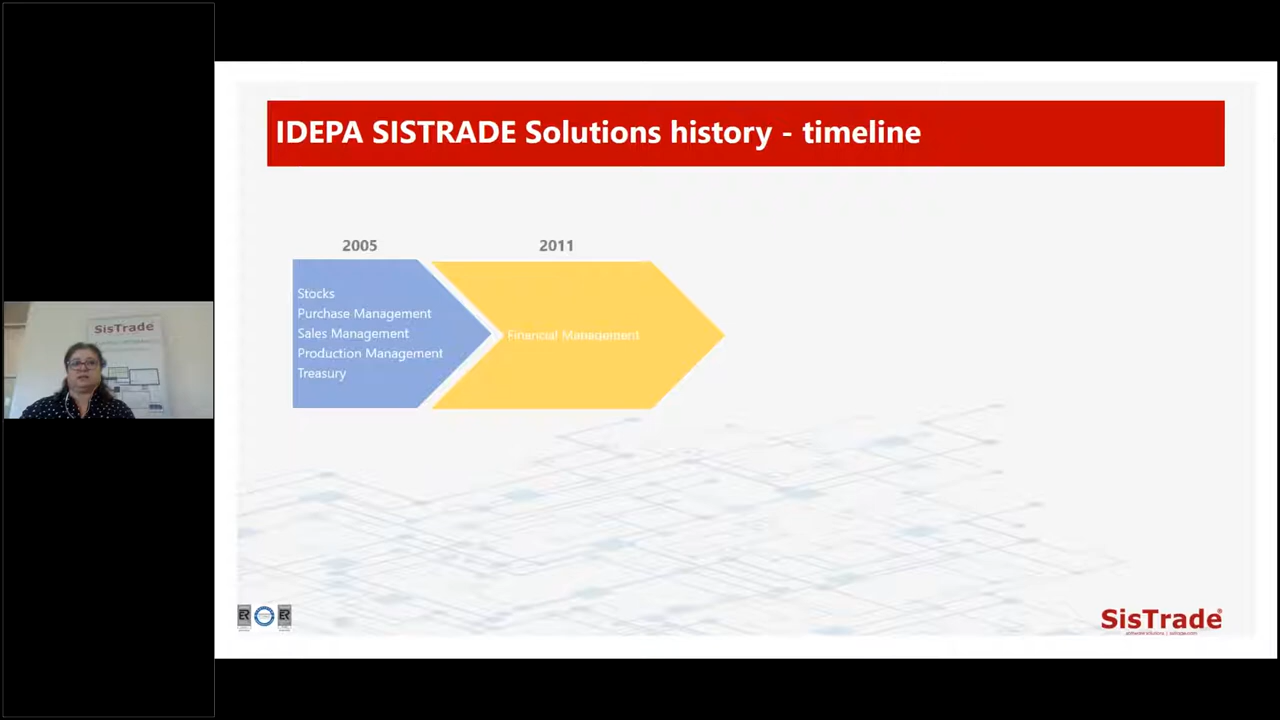 IDEPA SISTRADE Solutions history - timeline
2005
2011
Stocks
Purchase Management
Sales Management
Production Management
Treasury
Financial Management
SisTrade
SisTrade®